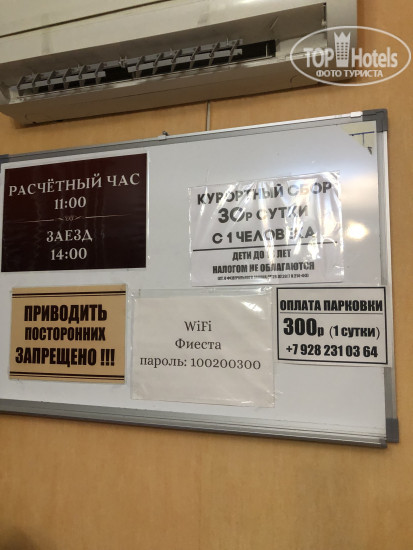 TOP Hotels
ФОТО ТУРИСТА
РАСЧЁТНЫЙ ЧАС
11:00
ЗАЕЗД
14:00
КУРОРТНЫЙ СБОР
30р СУТКИ
С 1 ЧЕЛОВЕКА
ДЕТИ ДО ЛЕТ
НАЛОГОМ НЕ ОБЛАГАЮТСЯ
ПРИВОДИТЬ
ПОСТОРОННИХ
ЗАПРЕЩЕНО !!!
WiFi
Фиеста
пароль: 100200300
ОПЛАТА ПАРКОВКИ
300р (1 сутки)
+7 928 231 03 64